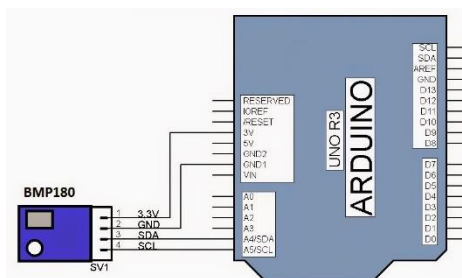 BMP180
1 3.3V
2 GND
3 SDA
4 SCL
SV1
RESERVED
IOREF
/RESET
3V
5V
GND2
GND1
VIN
A0
A1
A2
A3
A4/SDA
A5/SCL
UNO R3
ARDUINO
SCL
SDA
AREF
GND
D13
D12
D11
D10
D9
D8
D7
D6
D5
D4
D3
D2
D1
D0